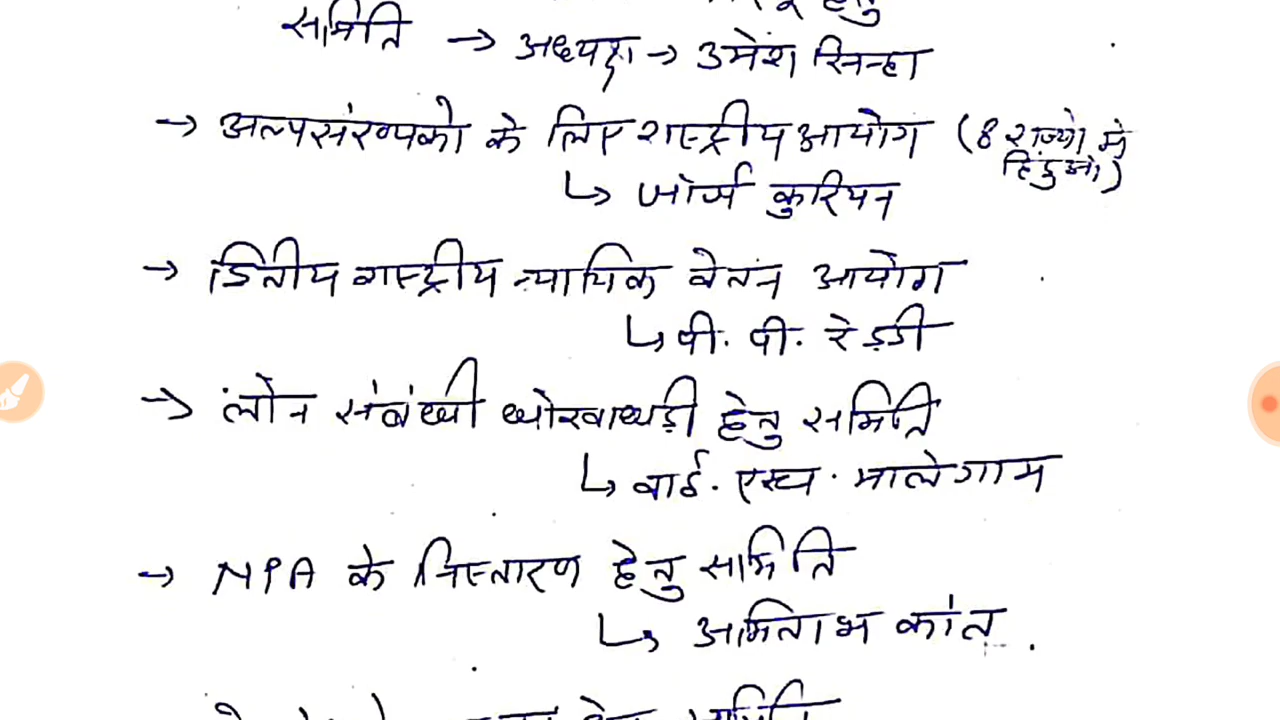 हेतु
समिति → अध्यक्ष → उमेश सिन्हा
→ अल्पसंख्यको के लिए राष्ट्रीय आयोग (8 राज्यो मे हिंदुओ)
↳ जॉर्ज कुरियन
→ द्वितीय राष्ट्रीय न्यायिक वेतन आयोग
↳ पी. पी. रेड्डी
→ लोन संबंधी धोखाधड़ी हेतु समिति
↳ वाई. एच. मालेगाम
→ NPA के निस्तारण हेतु समिति
↳ अमिताभ कांत.